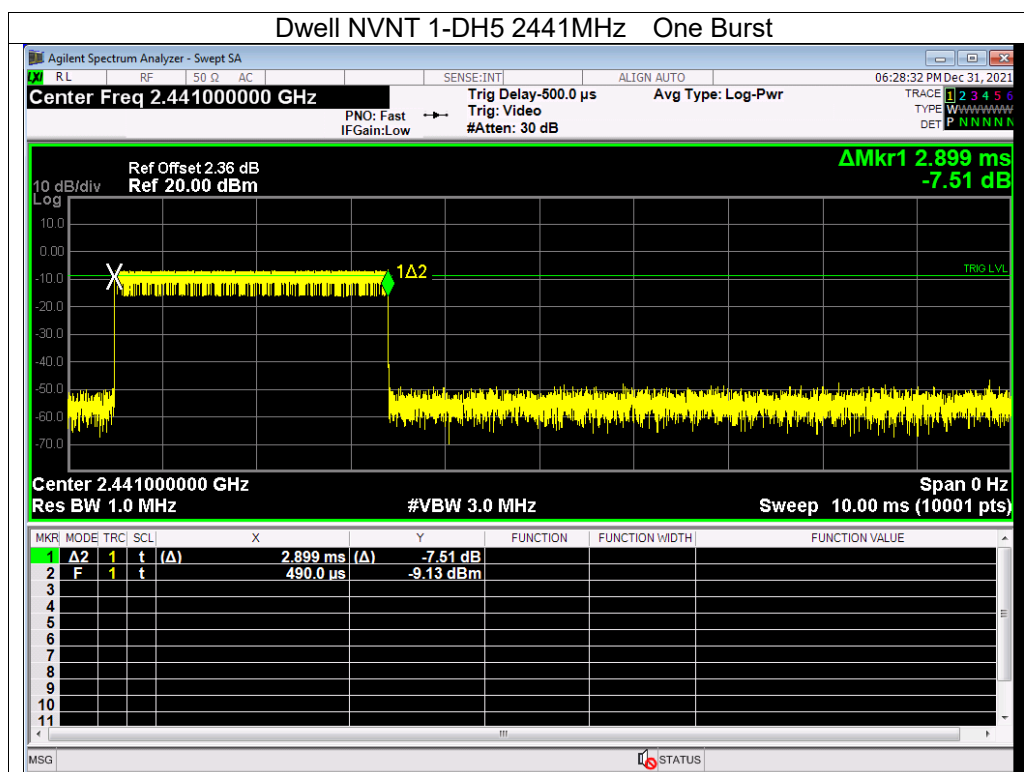 Dwell NVNT 1-DH5 2441MHz One Burst
Agilent Spectrum Analyzer - Swept SA
LXI RL RF 50 Ω AC SENSE:INT ALIGN AUTO 06:28:32 PM Dec 31, 2021
Center Freq 2.441000000 GHz Trig Delay-500.0 µs Avg Type: Log-Pwr TRACE 1 2 3 4 5 6
PNO: Fast Trig: Video TYPE WWWWWW
IFGain:Low #Atten: 30 dB DET P N N N N N
ΔMkr1 2.899 ms
-7.51 dB
Ref Offset 2.36 dB
10 dB/div Ref 20.00 dBm
Log
10.0
0.00
-10.0
-20.0
-30.0
-40.0
-50.0
-60.0
-70.0
1Δ2
TRIG LVL
Center 2.441000000 GHz Span 0 Hz
Res BW 1.0 MHz #VBW 3.0 MHz Sweep 10.00 ms (10001 pts)
MKR MODE TRC SCL X Y FUNCTION FUNCTION WIDTH FUNCTION VALUE
1 Δ2 1 t (Δ) 2.899 ms (Δ) -7.51 dB
2 F 1 t 490.0 µs -9.13 dBm
3
4
5
6
7
8
9
10
11
MSG STATUS